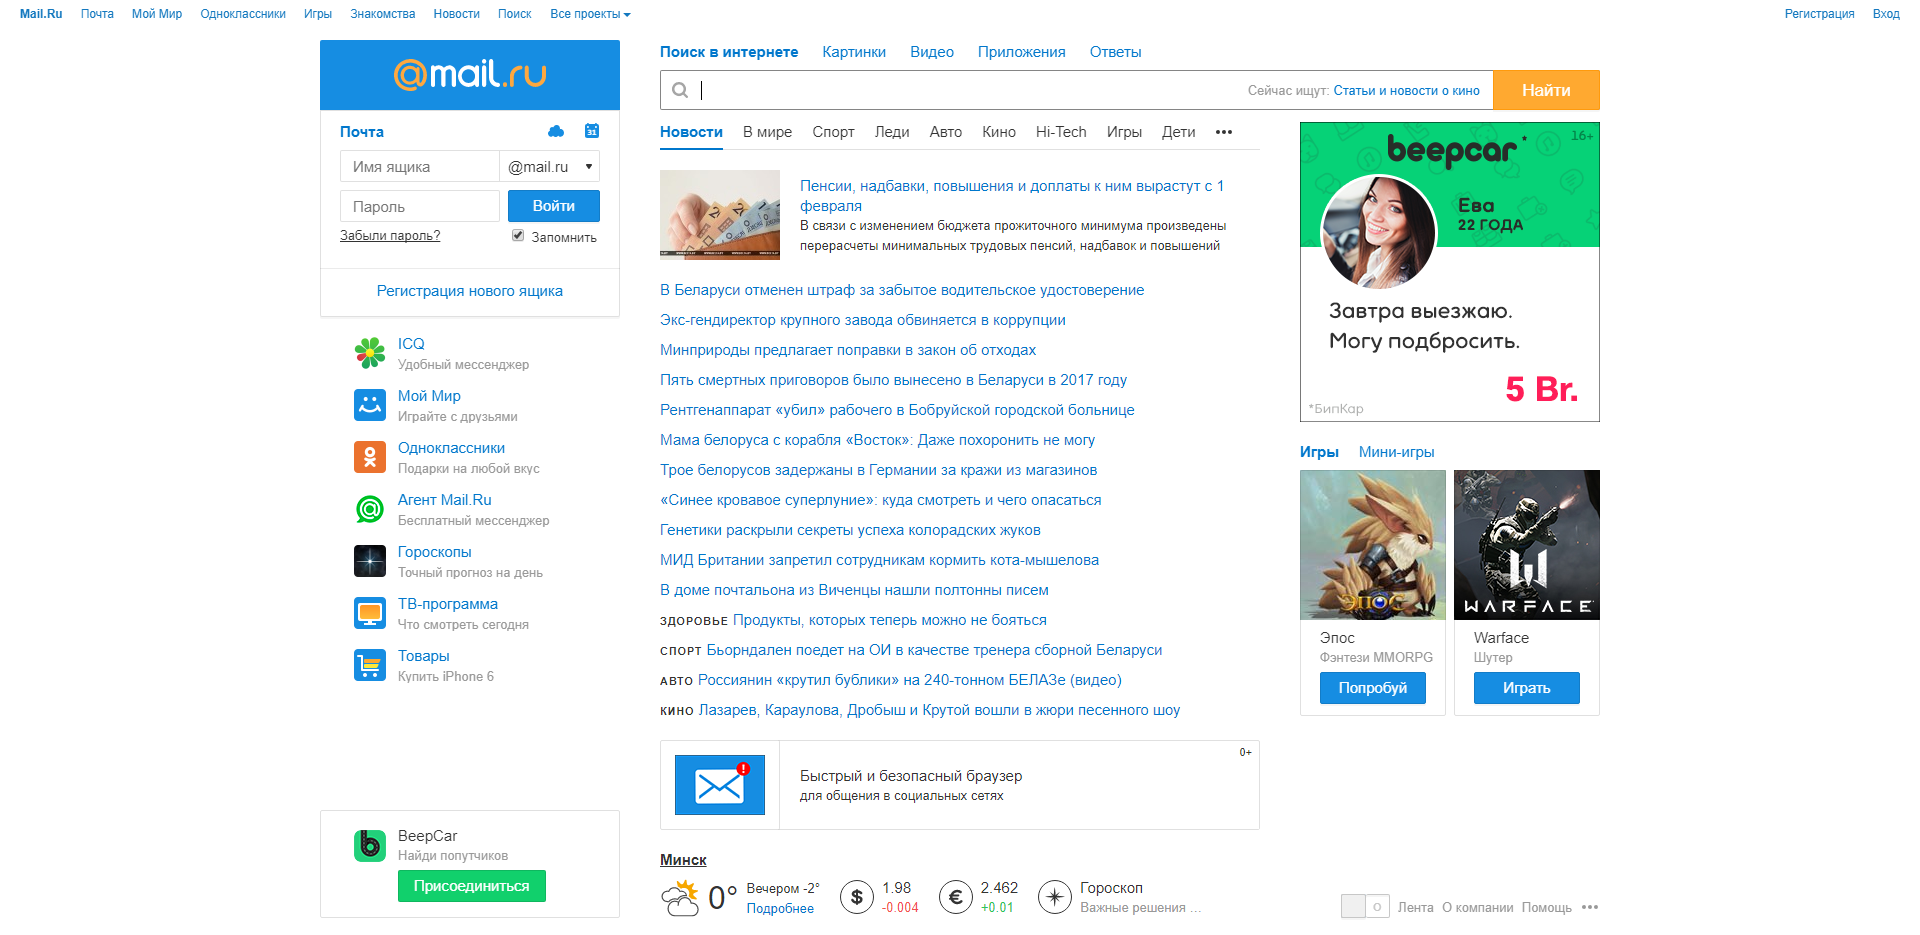 Mail.Ru Почта Мой Мир Одноклассники Игры Знакомства Новости Поиск Все проекты
Регистрация Вход
@mail.ru
Почта
31
Имя ящика @mail.ru
Пароль Войти
Забыли пароль? Запомнить
Регистрация нового ящика
ICQ
Удобный мессенджер
Мой Мир
Играйте с друзьями
Одноклассники
Подарки на любой вкус
Агент Mail.Ru
Бесплатный мессенджер
Гороскопы
Точный прогноз на день
ТВ-программа
Что смотреть сегодня
Товары
Купить iPhone 6
BeepCar
Найди попутчиков
Присоединиться
Поиск в интернете Картинки Видео Приложения Ответы
Сейчас ищут: Статьи и новости о кино Найти
Новости В мире Спорт Леди Авто Кино Hi-Tech Игры Дети •••
Пенсии, надбавки, повышения и доплаты к ним вырастут с 1
февраля
В связи с изменением бюджета прожиточного минимума произведены
перерасчеты минимальных трудовых пенсий, надбавок и повышений
В Беларуси отменен штраф за забытое водительское удостоверение
Экс-гендиректор крупного завода обвиняется в коррупции
Минприроды предлагает поправки в закон об отходах
Пять смертных приговоров было вынесено в Беларуси в 2017 году
Рентгенаппарат «убил» рабочего в Бобруйской городской больнице
Мама белоруса с корабля «Восток»: Даже похоронить не могу
Трое белорусов задержаны в Германии за кражи из магазинов
«Синее кровавое суперлуние»: куда смотреть и чего опасаться
Генетики раскрыли секреты успеха колорадских жуков
МИД Британии запретил сотрудникам кормить кота-мышелова
В доме почтальона из Виченцы нашли полтонны писем
ЗДОРОВЬЕ Продукты, которых теперь можно не бояться
СПОРТ Бьорндален поедет на ОИ в качестве тренера сборной Беларуси
АВТО Россиянин «крутил бублики» на 240-тонном БЕЛАЗе (видео)
КИНО Лазарев, Караулова, Дробыш и Крутой вошли в жюри песенного шоу
0+
Быстрый и безопасный браузер
для общения в социальных сетях
Минск
0° Вечером -2°
Подробнее
$ 1.98
-0.004
€ 2.462
+0.01
Гороскоп
Важные решения ...
16+
beepcar*
Ева
22 ГОДА
Завтра выезжаю.
Могу подбросить.
5 Br.
*БипКар
Игры Мини-игры
ЭПОС
WARFACE
Эпос
Фэнтези MMORPG
Попробуй
Warface
Шутер
Играть
Лента О компании Помощь •••